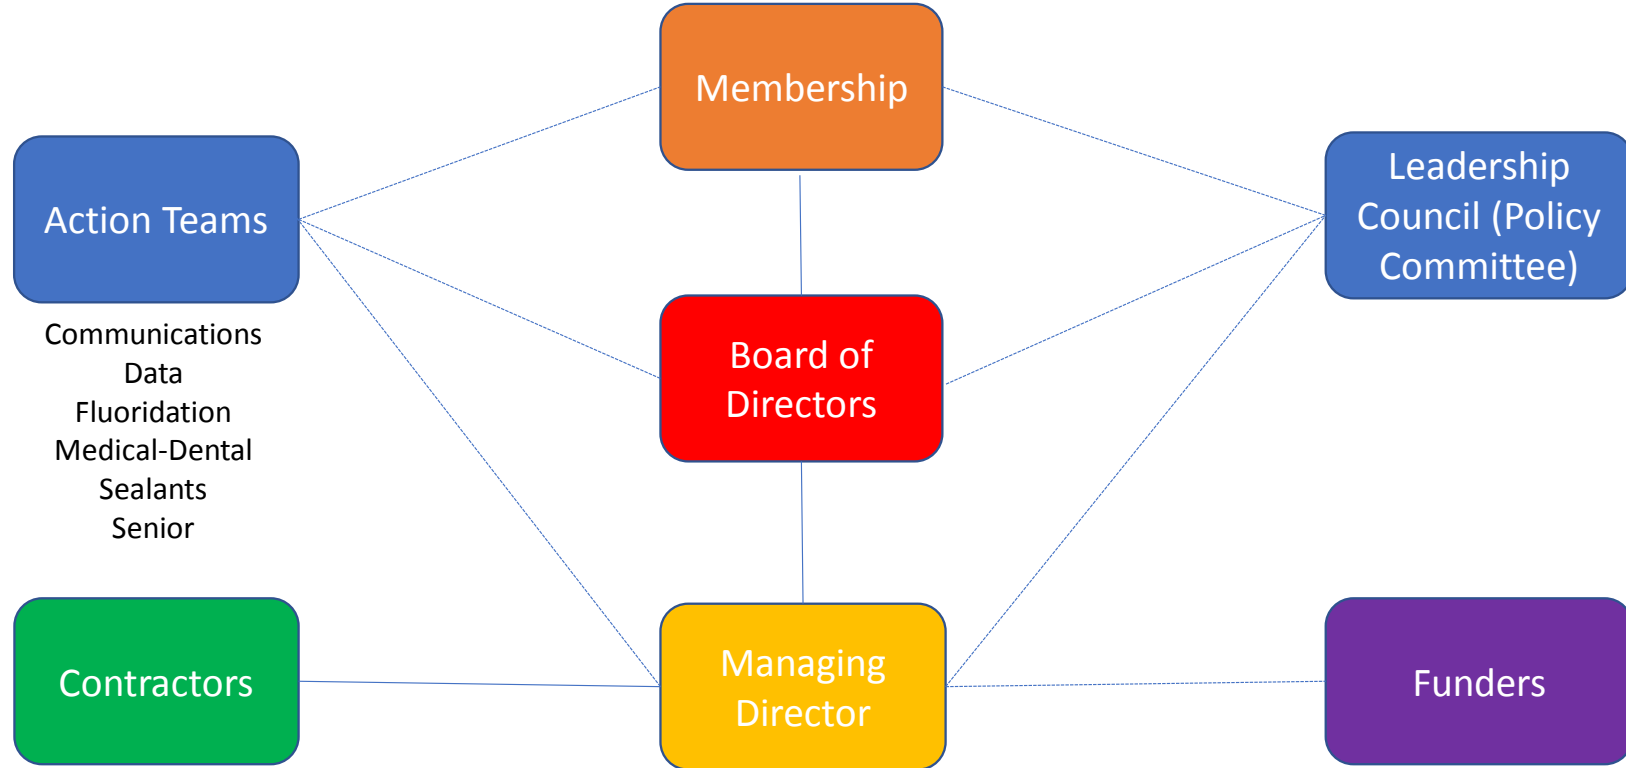 Membership
Action Teams
Leadership
Council (Policy
Committee)
Communications
Data
Fluoridation
Medical-Dental
Sealants
Senior
Board of
Directors
Contractors
Managing
Director
Funders